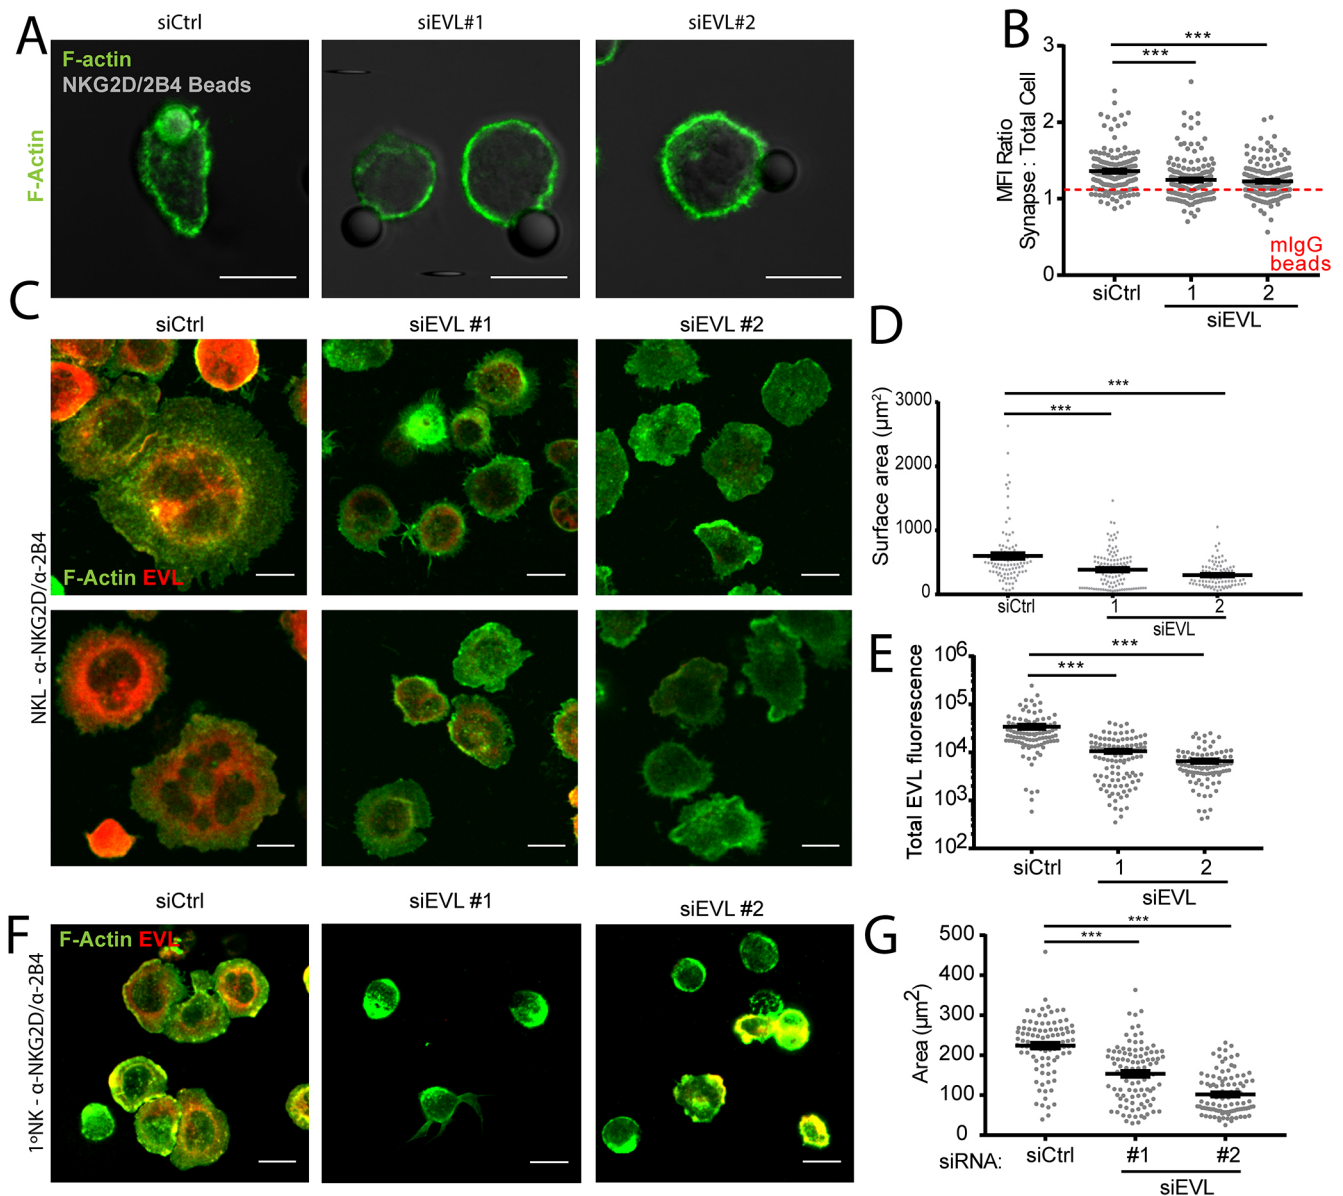 A
siCtrl
siEVL#1
siEVL#2
F-actin
NKG2D/2B4 Beads
F-Actin
B
3
2
1
0
MFI Ratio
Synapse : Total Cell
***
***
mIgG
beads
siCtrl
1
2
siEVL
C
siCtrl
siEVL #1
siEVL #2
F-Actin EVL
NKL - α-NKG2D/α-2B4
D
3000
2000
1000
0
Surface area (µm²)
***
***
siCtrl
1
2
siEVL
E
10⁶
10⁵
10⁴
10³
10²
Total EVL fluorescence
***
***
siCtrl
1
2
siEVL
F
siCtrl
siEVL #1
siEVL #2
F-Actin EVL
1ºNK - α-NKG2D/α-2B4
G
500
400
300
200
100
0
Area (µm²)
***
***
siRNA:
siCtrl
#1
#2
siEVL